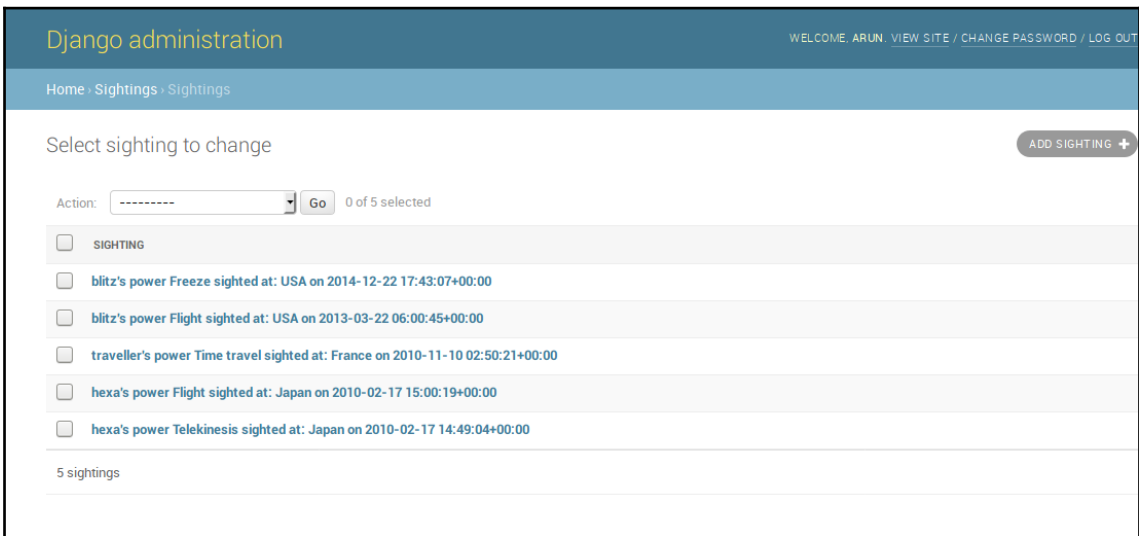 Django administration
WELCOME, ARUN. VIEW SITE / CHANGE PASSWORD / LOG OUT
Home › Sightings › Sightings
Select sighting to change
ADD SIGHTING +
Action: --------- Go 0 of 5 selected
SIGHTING
blitz's power Freeze sighted at: USA on 2014-12-22 17:43:07+00:00
blitz's power Flight sighted at: USA on 2013-03-22 06:00:45+00:00
traveller's power Time travel sighted at: France on 2010-11-10 02:50:21+00:00
hexa's power Flight sighted at: Japan on 2010-02-17 15:00:19+00:00
hexa's power Telekinesis sighted at: Japan on 2010-02-17 14:49:04+00:00
5 sightings